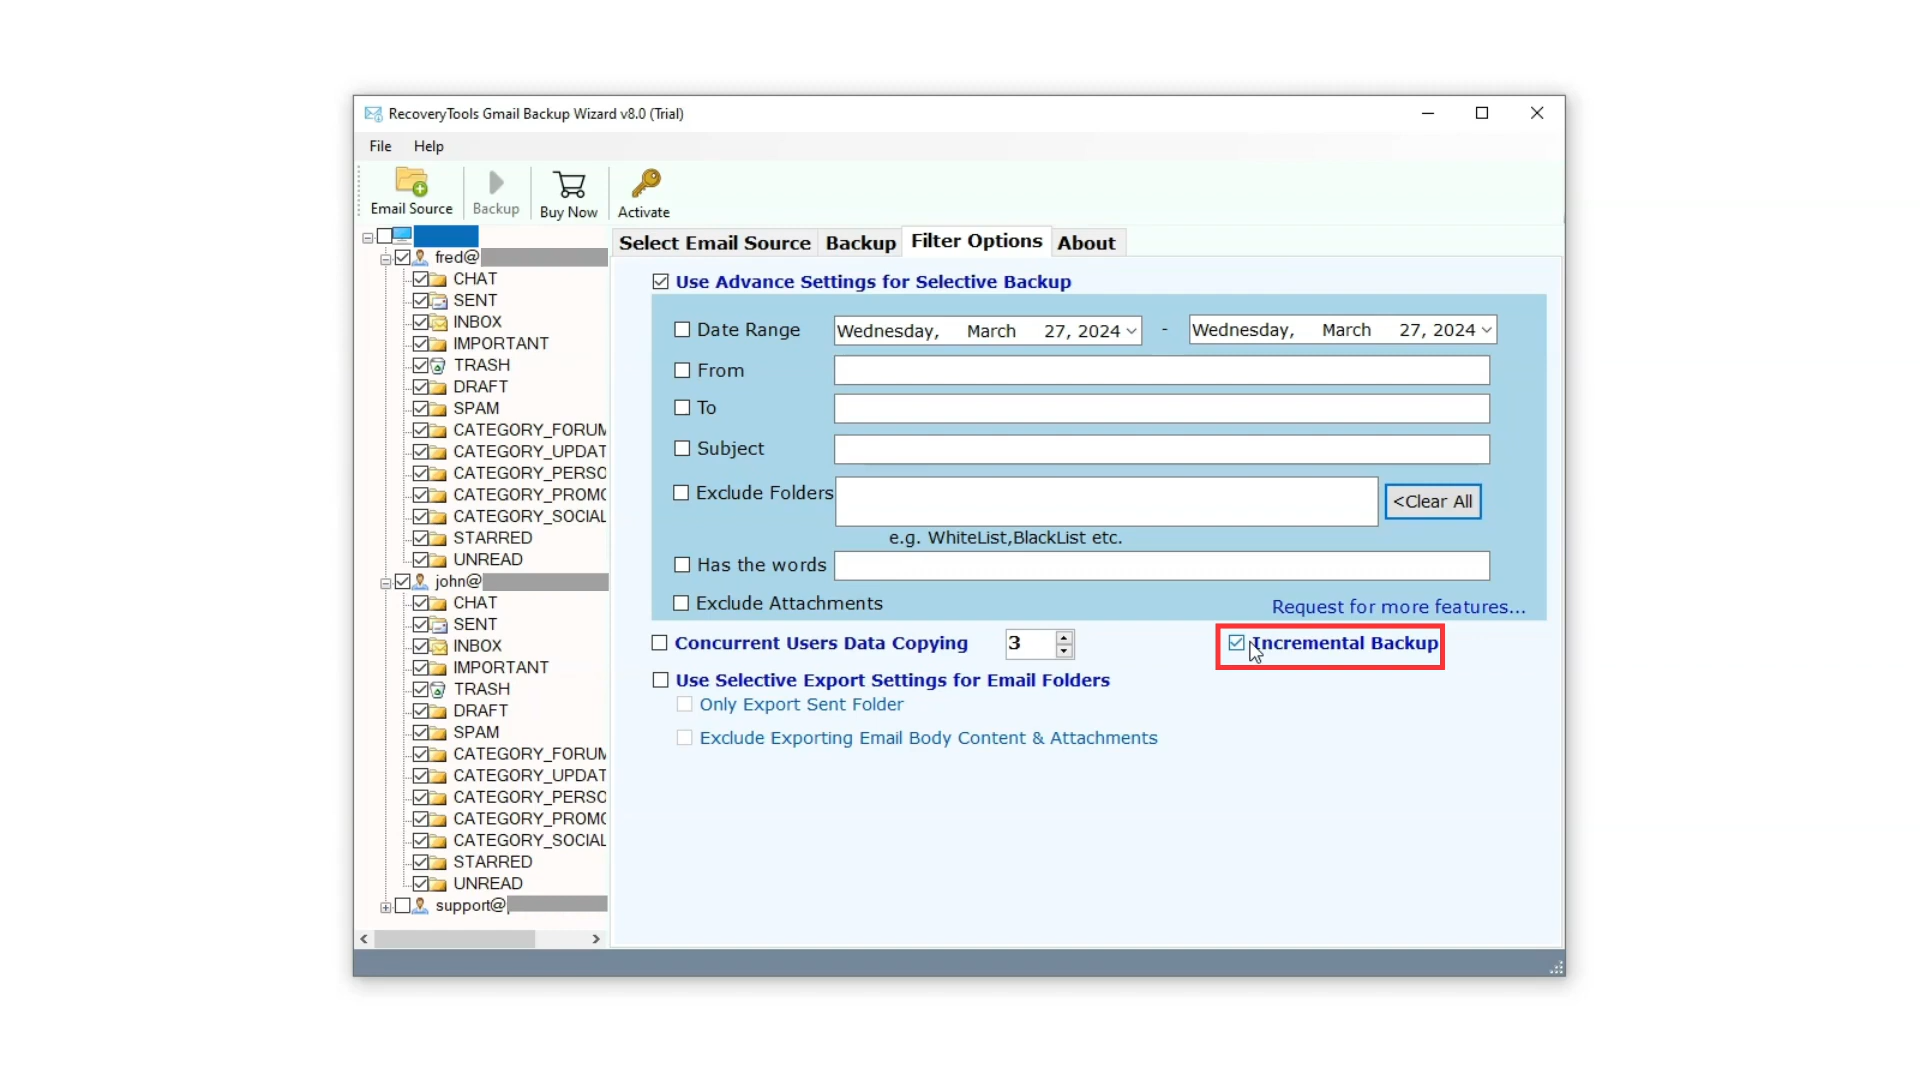 RecoveryTools Gmail Backup Wizard v8.0 (Trial)
File Help
Email Source Backup Buy Now Activate
fred@
CHAT
SENT
INBOX
IMPORTANT
TRASH
DRAFT
SPAM
CATEGORY_FORUM
CATEGORY_UPDAT
CATEGORY_PERSO
CATEGORY_PROMO
CATEGORY_SOCIAL
STARRED
UNREAD
john@
CHAT
SENT
INBOX
IMPORTANT
TRASH
DRAFT
SPAM
CATEGORY_FORUM
CATEGORY_UPDAT
CATEGORY_PERSO
CATEGORY_PROMO
CATEGORY_SOCIAL
STARRED
UNREAD
support@
Select Email Source Backup Filter Options About
Use Advance Settings for Selective Backup
Date Range Wednesday, March 27, 2024 - Wednesday, March 27, 2024
From
To
Subject
Exclude Folders <Clear All
e.g. WhiteList,BlackList etc.
Has the words
Exclude Attachments Request for more features...
Concurrent Users Data Copying 3 Incremental Backup
Use Selective Export Settings for Email Folders
Only Export Sent Folder
Exclude Exporting Email Body Content & Attachments